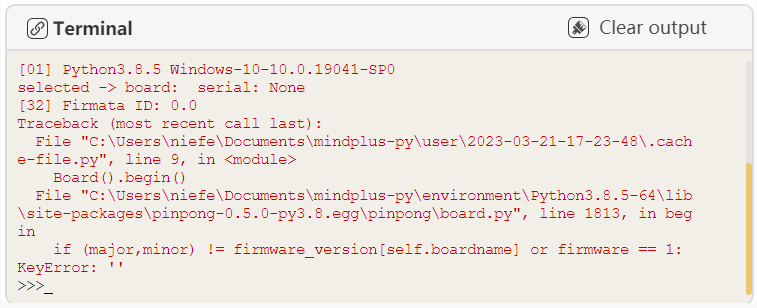 Terminal
Clear output
[01] Python3.8.5 Windows-10-10.0.19041-SP0
selected -> board:  serial: None
[32] Firmata ID: 0.0
Traceback (most recent call last):
  File "C:\Users\niefe\Documents\mindplus-py\user\2023-03-21-17-23-48\.cach
e-file.py", line 9, in <module>
    Board().begin()
  File "C:\Users\niefe\Documents\mindplus-py\environment\Python3.8.5-64\lib
\site-packages\pinpong-0.5.0-py3.8.egg\pinpong\board.py", line 1813, in beg
in
    if (major,minor) != firmware_version[self.boardname] or firmware == 1:
KeyError: ''
>>>_